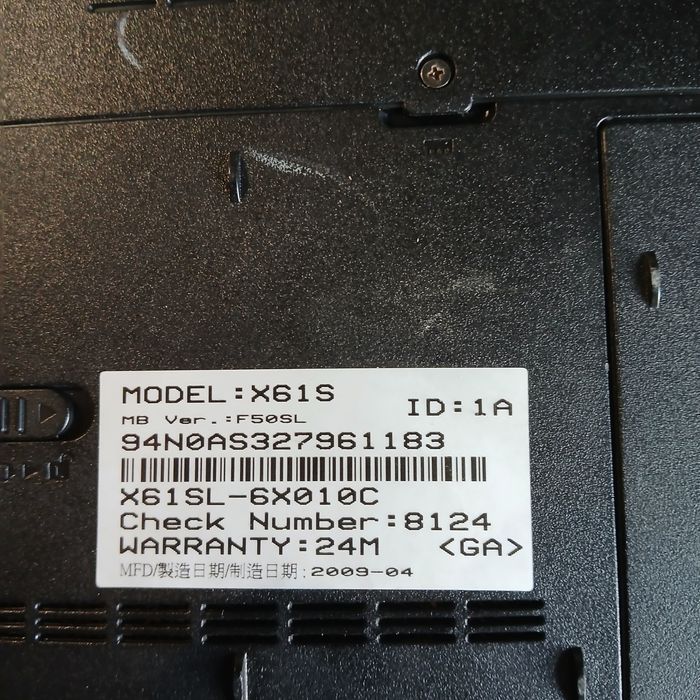 MODEL:X61S
ID:1A
MB Ver.:F50SL
94N0AS327961183
X61SL-6X010C
Check Number:8124
WARRANTY:24M <GA>
MFD/製造日期/制造日期:2009-04